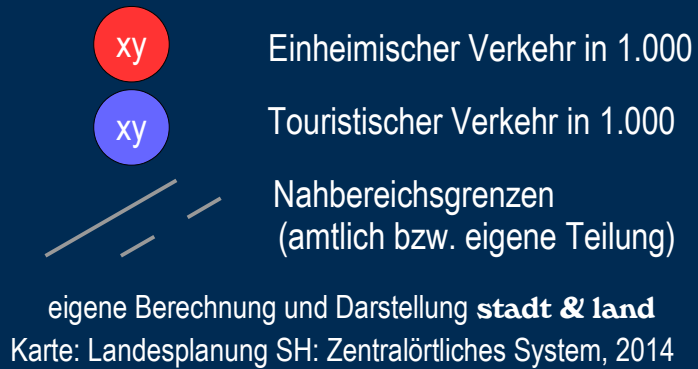 xy Einheimischer Verkehr in 1.000
xy Touristischer Verkehr in 1.000
Nahbereichsgrenzen
(amtlich bzw. eigene Teilung)
eigene Berechnung und Darstellung stadt & land
Karte: Landesplanung SH: Zentralörtliches System, 2014